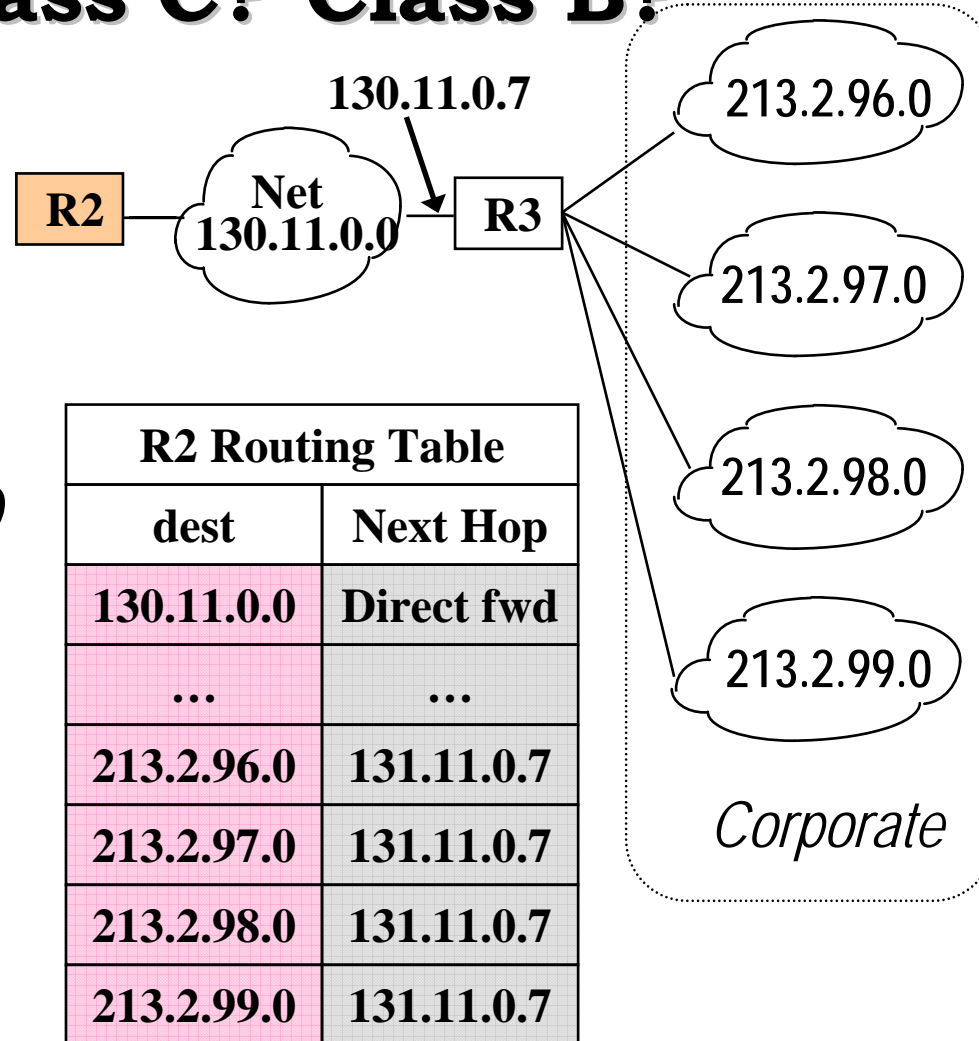 Class C? Class B?
130.11.0.7
213.2.96.0
R2
Net
130.11.0.0
R3
213.2.97.0
213.2.98.0
213.2.99.0
Corporate
R2 Routing Table
dest Next Hop
130.11.0.0 Direct fwd
… …
213.2.96.0 131.11.0.7
213.2.97.0 131.11.0.7
213.2.98.0 131.11.0.7
213.2.99.0 131.11.0.7